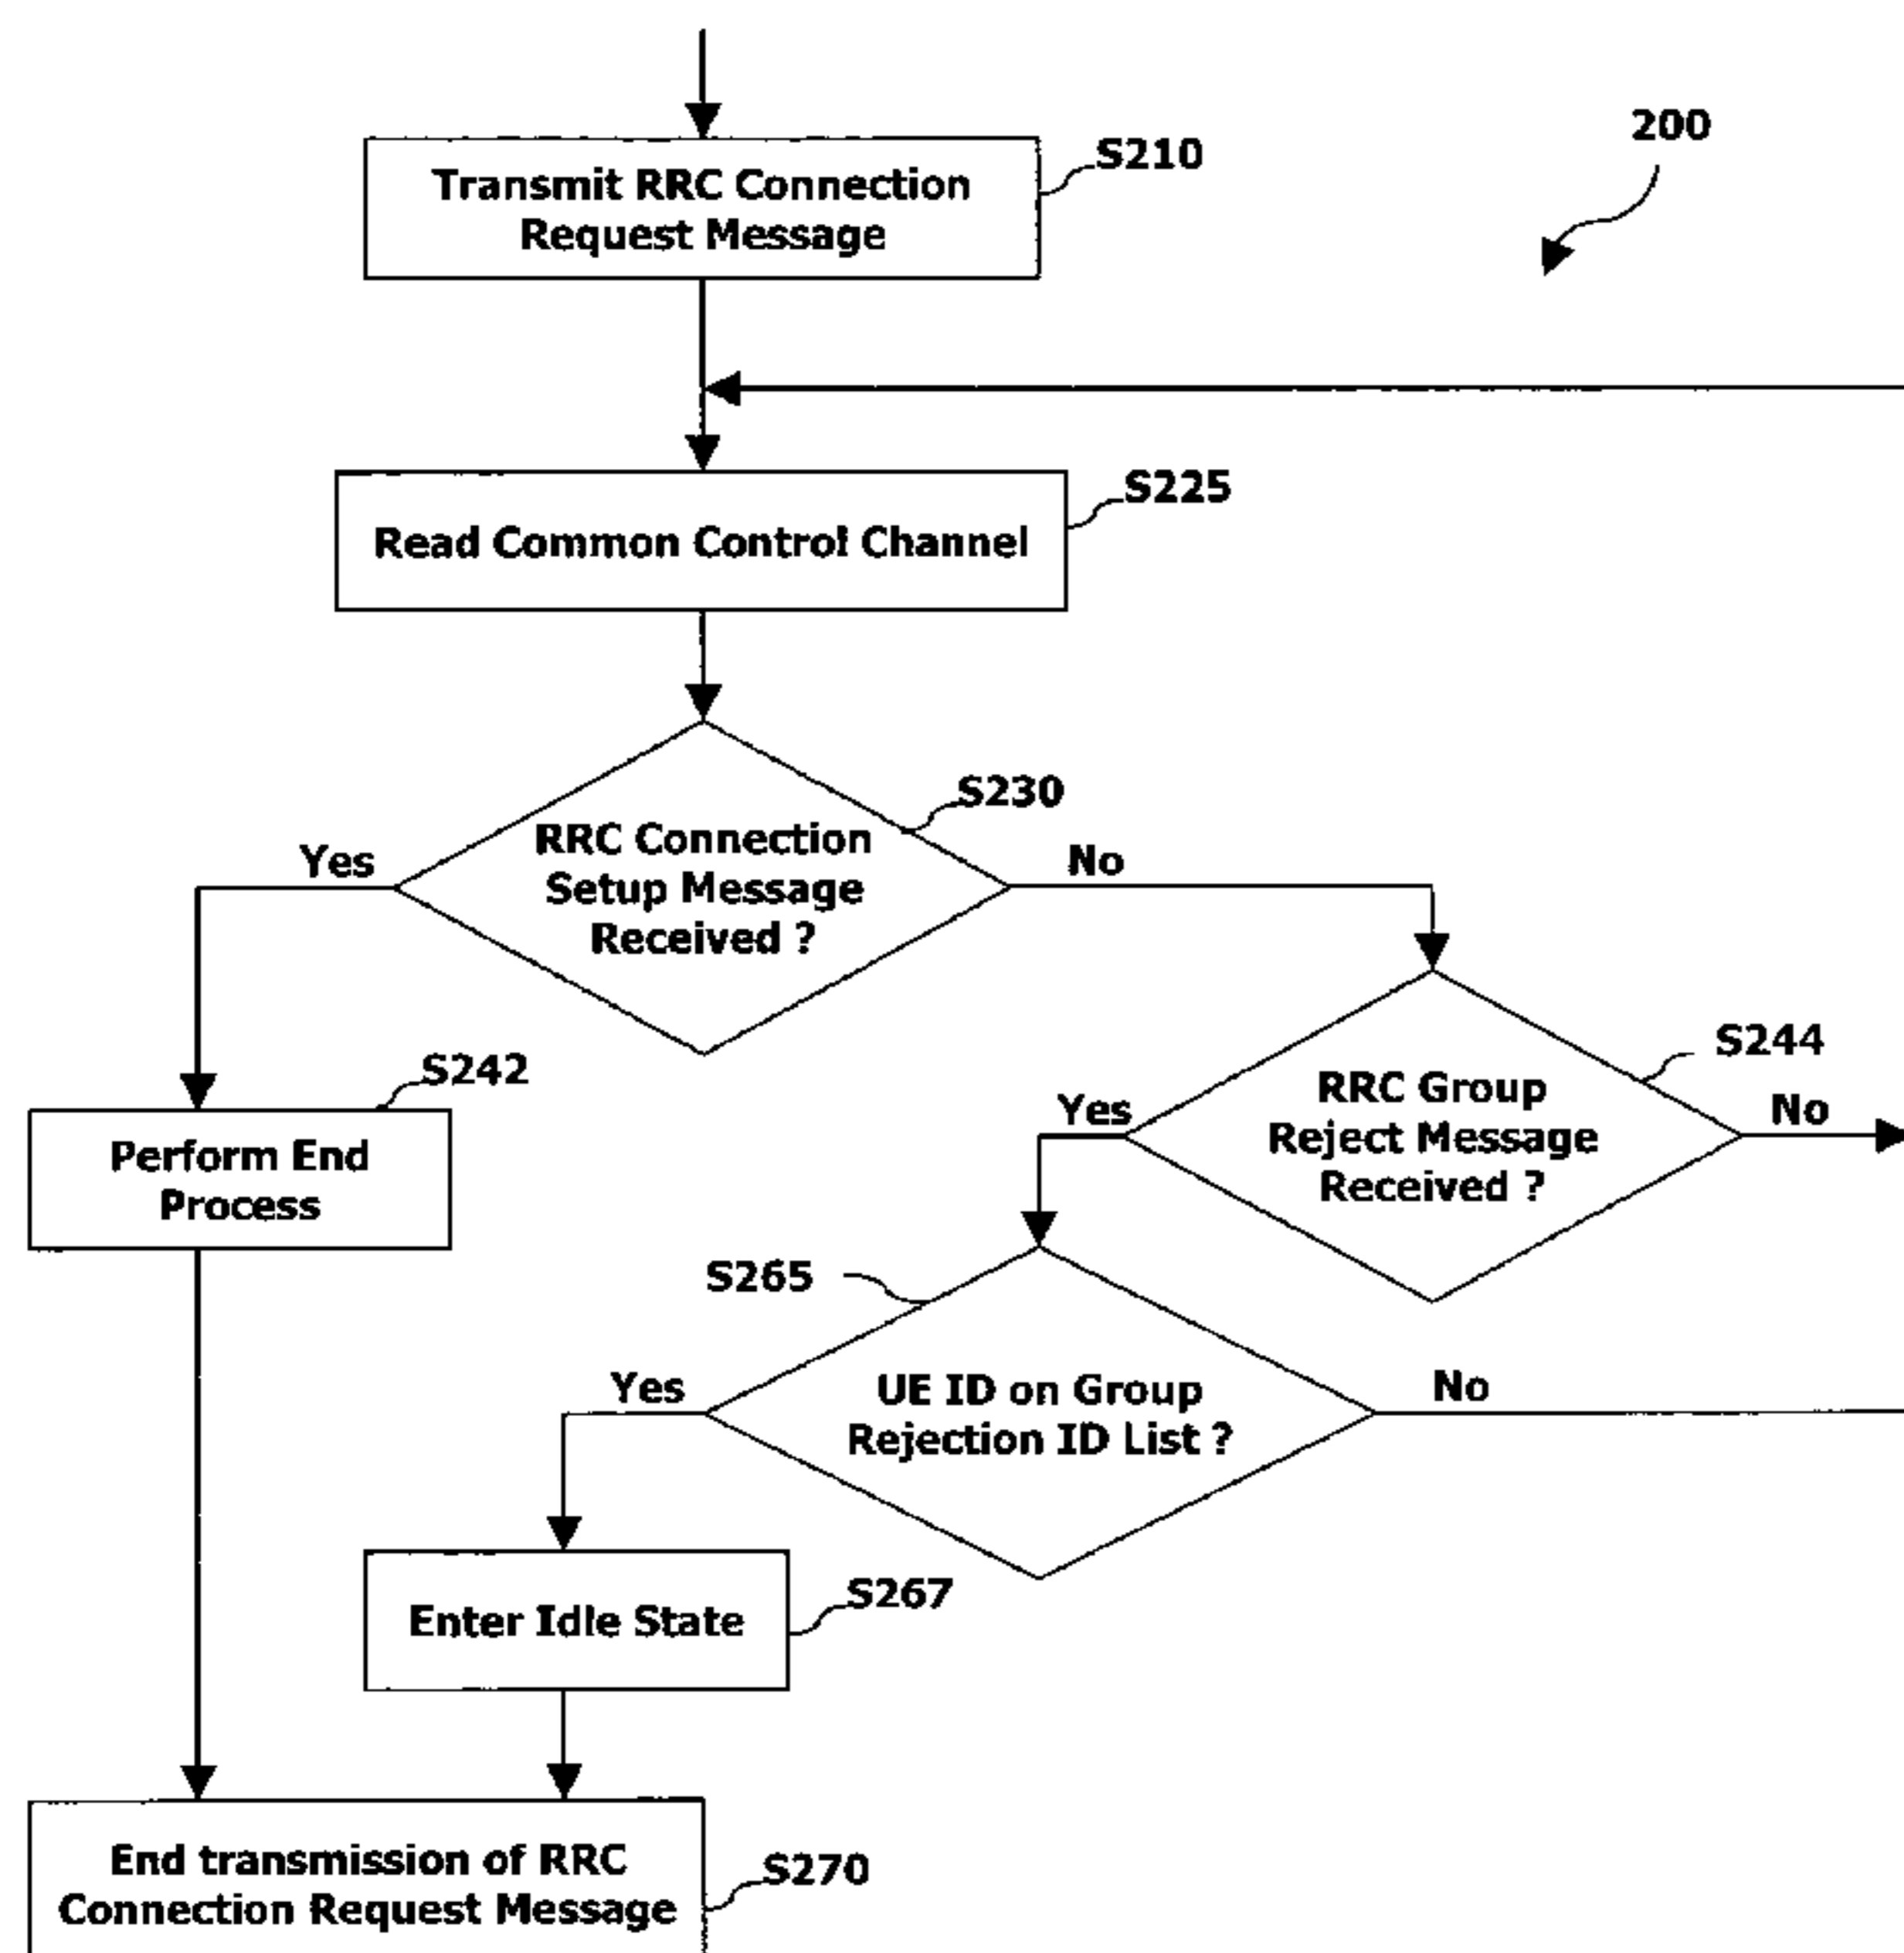 200
S210
Transmit RRC Connection
Request Message
S225
Read Common Control Channel
S230
RRC Connection
Setup Message
Received ?
Yes
No
S242
Perform End
Process
S244
RRC Group
Reject Message
Received ?
Yes
No
S265
UE ID on Group
Rejection ID List ?
Yes
No
S267
Enter Idle State
S270
End transmission of RRC
Connection Request Message